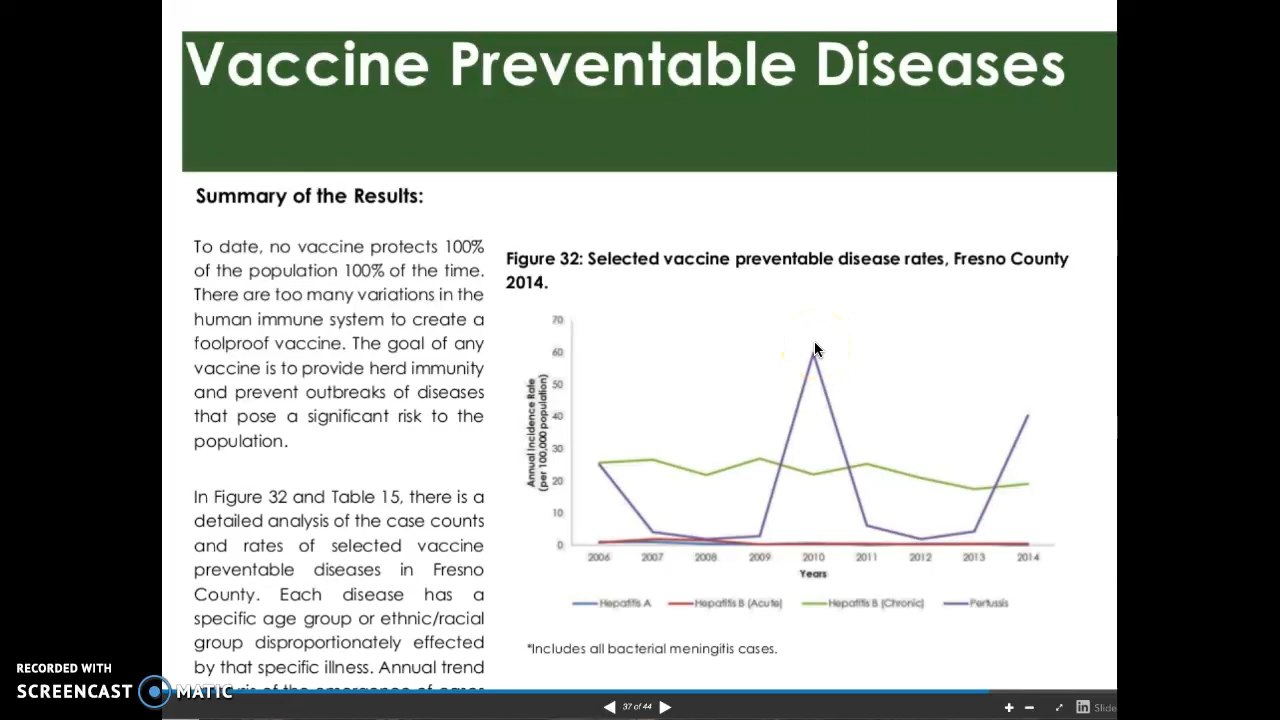 Vaccine Preventable Diseases
Summary of the Results:
To date, no vaccine protects 100%
of the population 100% of the time.
There are too many variations in the
human immune system to create a
foolproof vaccine. The goal of any
vaccine is to provide herd immunity
and prevent outbreaks of diseases
that pose a significant risk to the
population.
In Figure 32 and Table 15, there is a
detailed analysis of the case counts
and rates of selected vaccine
preventable diseases in Fresno
County. Each disease has a
specific age group or ethnic/racial
group disproportionately effected
by that specific illness. Annual trend
of the emergence of cases
Figure 32: Selected vaccine preventable disease rates, Fresno County
2014.
Annual Incidence Rate
(per 100,000 population)
70
60
50
40
30
20
10
0
2006 2007 2008 2009 2010 2011 2012 2013 2014
Years
Hepatitis A Hepatitis B (Acute) Hepatitis B (Chronic) Pertussis
*Includes all bacterial meningitis cases.
RECORDED WITH
SCREENCAST MATIC
37 of 44
in Slide